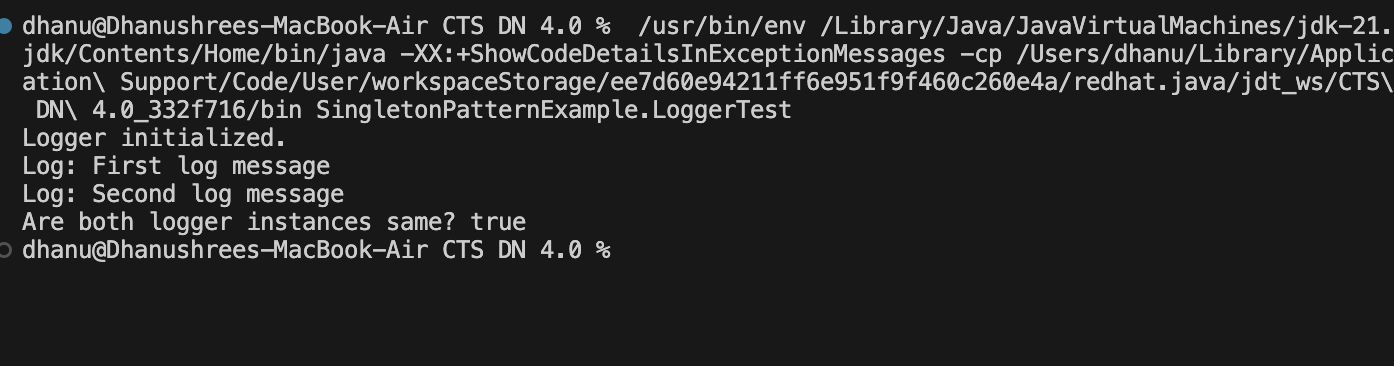 dhanu@Dhanushrees-MacBook-Air CTS DN 4.0 %  /usr/bin/env /Library/Java/JavaVirtualMachines/jdk-21.
jdk/Contents/Home/bin/java -XX:+ShowCodeDetailsInExceptionMessages -cp /Users/dhanu/Library/Applic
ation\ Support/Code/User/workspaceStorage/ee7d60e94211ff6e951f9f460c260e4a/redhat.java/jdt_ws/CTS\
 DN\ 4.0_332f716/bin SingletonPatternExample.LoggerTest
Logger initialized.
Log: First log message
Log: Second log message
Are both logger instances same? true
dhanu@Dhanushrees-MacBook-Air CTS DN 4.0 %